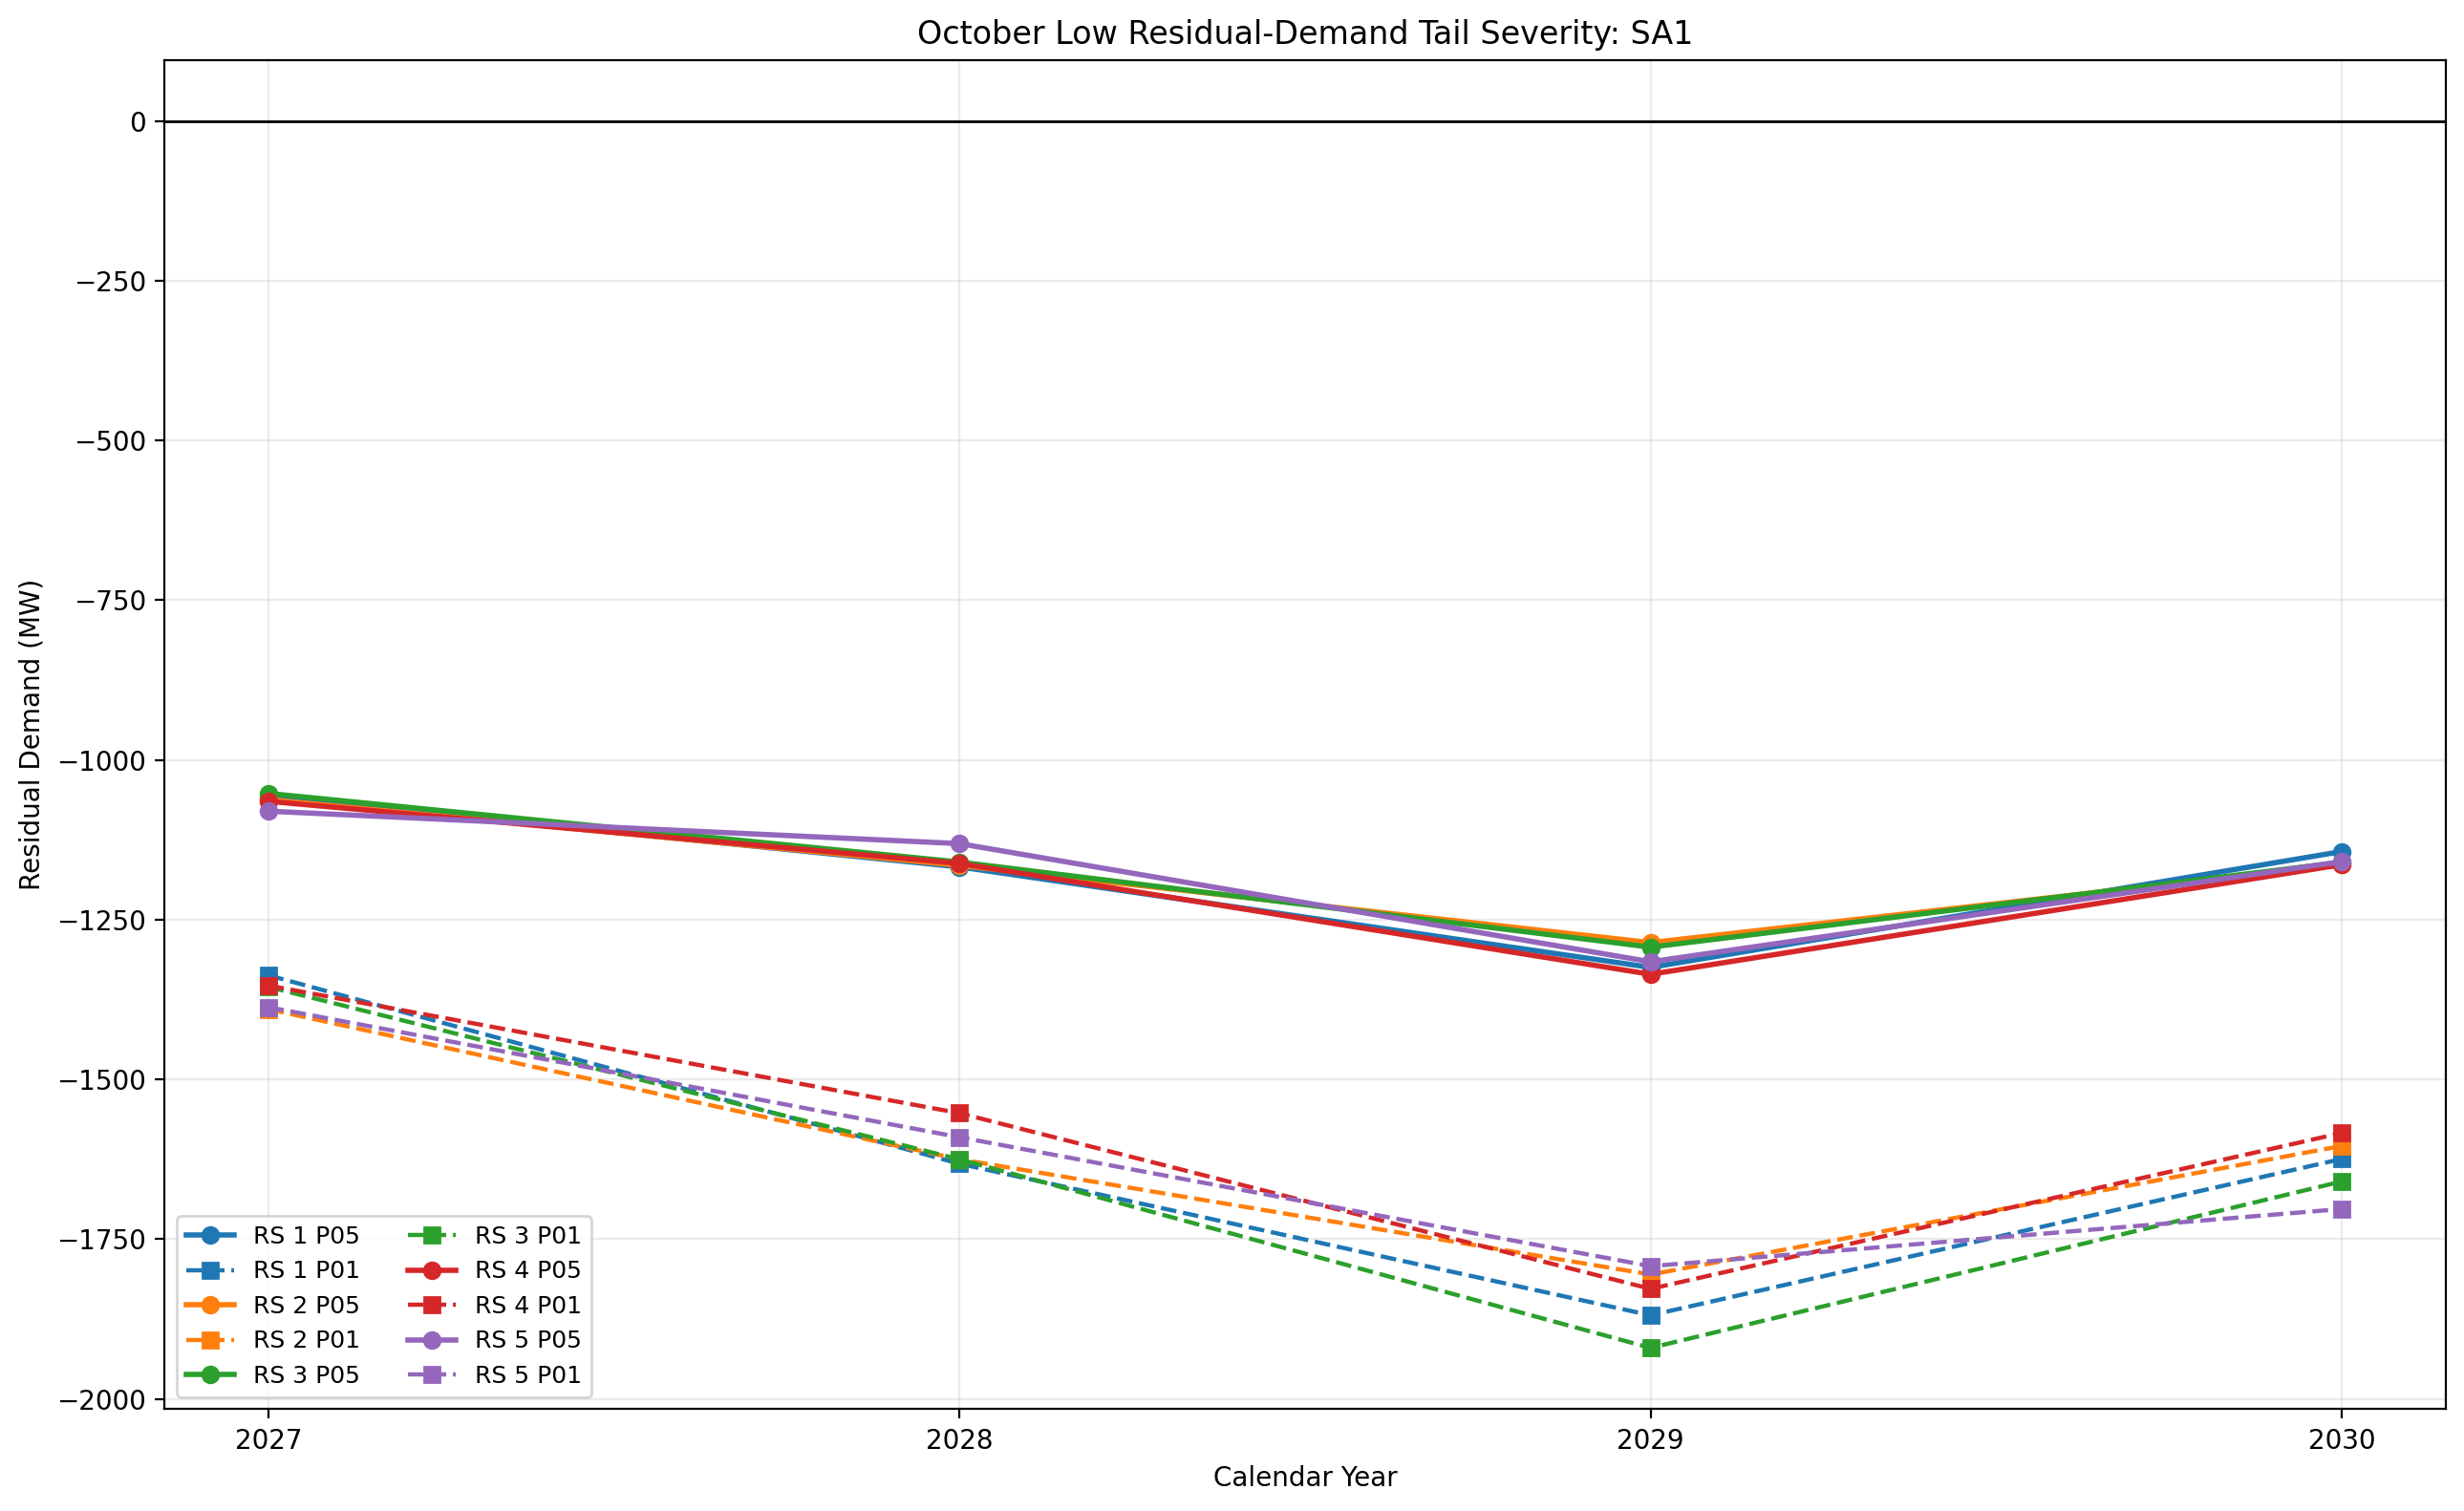 October Low Residual-Demand Tail Severity: SA1
Residual Demand (MW)
0
−250
−500
−750
−1000
−1250
−1500
−1750
−2000
RS 1 P05
RS 1 P01
RS 2 P05
RS 2 P01
RS 3 P05
RS 3 P01
RS 4 P05
RS 4 P01
RS 5 P05
RS 5 P01
2027
2028
2029
2030
Calendar Year